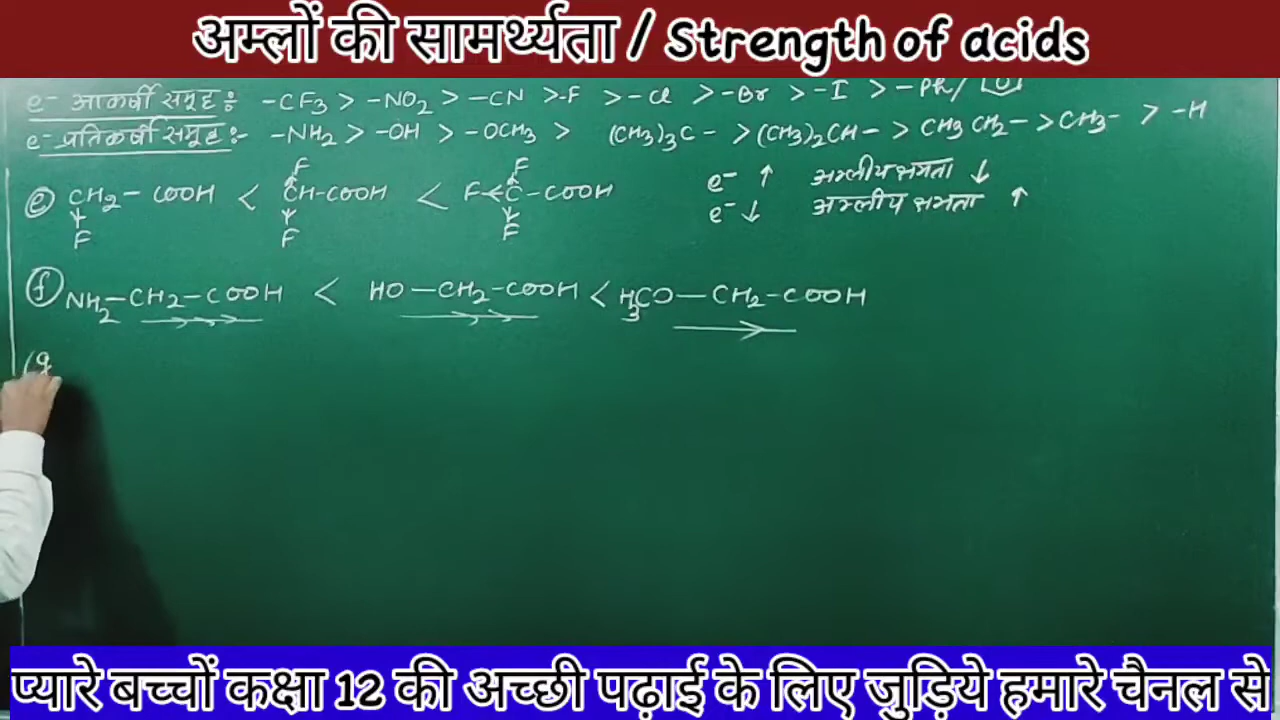 अम्लों की सामर्थ्यता / Strength of acids
e- आकर्षी समूह :- -CF3 > -NO2 > -CN > -F > -Cl > -Br > -I > -Ph/
e- प्रतिकर्षी समूह :- -NH2 > -OH > -OCH3 > (CH3)3C- > (CH3)2CH- > CH3CH2- > CH3- > -H
F F
(e) CH2-COOH < CH-COOH < F-C-COOH
F F F
e- ↑ अम्लीय क्षमता ↓
e- ↓ अम्लीय क्षमता ↑
(f) NH2-CH2-COOH < HO-CH2-COOH < H3CO-CH2-COOH
(g
प्यारे बच्चों कक्षा 12 की अच्छी पढ़ाई के लिए जुड़िये हमारे चैनल से